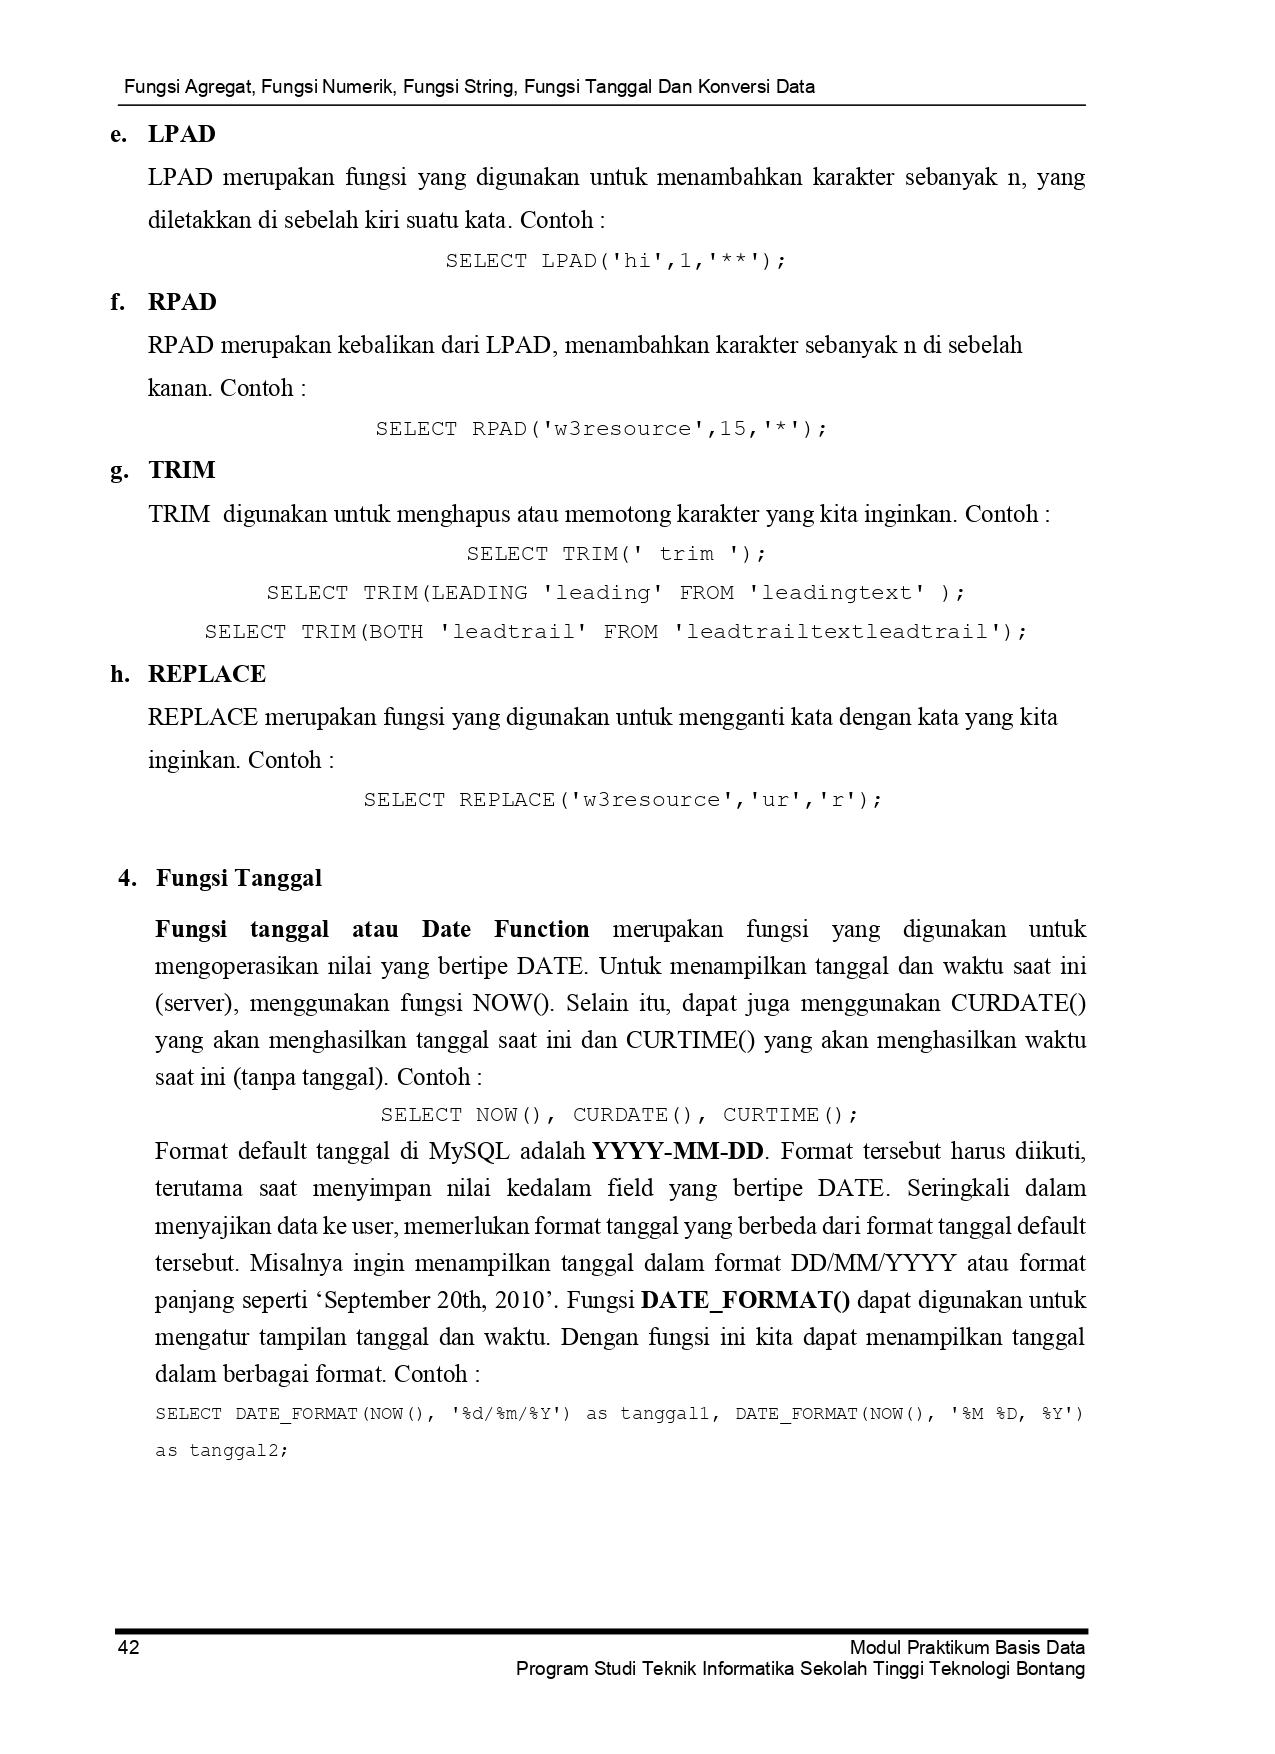 Fungsi Agregat, Fungsi Numerik, Fungsi String, Fungsi Tanggal Dan Konversi Data
e. LPAD
LPAD merupakan fungsi yang digunakan untuk menambahkan karakter sebanyak n, yang
diletakkan di sebelah kiri suatu kata. Contoh :
SELECT LPAD('hi',1,'**');
f. RPAD
RPAD merupakan kebalikan dari LPAD, menambahkan karakter sebanyak n di sebelah
kanan. Contoh :
SELECT RPAD('w3resource',15,'*');
g. TRIM
TRIM digunakan untuk menghapus atau memotong karakter yang kita inginkan. Contoh :
SELECT TRIM(' trim ');
SELECT TRIM(LEADING 'leading' FROM 'leadingtext' );
SELECT TRIM(BOTH 'leadtrail' FROM 'leadtrailtextleadtrail');
h. REPLACE
REPLACE merupakan fungsi yang digunakan untuk mengganti kata dengan kata yang kita
inginkan. Contoh :
SELECT REPLACE('w3resource','ur','r');
4. Fungsi Tanggal
Fungsi tanggal atau Date Function merupakan fungsi yang digunakan untuk
mengoperasikan nilai yang bertipe DATE. Untuk menampilkan tanggal dan waktu saat ini
(server), menggunakan fungsi NOW(). Selain itu, dapat juga menggunakan CURDATE()
yang akan menghasilkan tanggal saat ini dan CURTIME() yang akan menghasilkan waktu
saat ini (tanpa tanggal). Contoh :
SELECT NOW(), CURDATE(), CURTIME();
Format default tanggal di MySQL adalah YYYY-MM-DD. Format tersebut harus diikuti,
terutama saat menyimpan nilai kedalam field yang bertipe DATE. Seringkali dalam
menyajikan data ke user, memerlukan format tanggal yang berbeda dari format tanggal default
tersebut. Misalnya ingin menampilkan tanggal dalam format DD/MM/YYYY atau format
panjang seperti ‘September 20th, 2010’. Fungsi DATE_FORMAT() dapat digunakan untuk
mengatur tampilan tanggal dan waktu. Dengan fungsi ini kita dapat menampilkan tanggal
dalam berbagai format. Contoh :
SELECT DATE_FORMAT(NOW(), '%d/%m/%Y') as tanggal1, DATE_FORMAT(NOW(), '%M %D, %Y')
as tanggal2;
42 Modul Praktikum Basis Data
Program Studi Teknik Informatika Sekolah Tinggi Teknologi Bontang